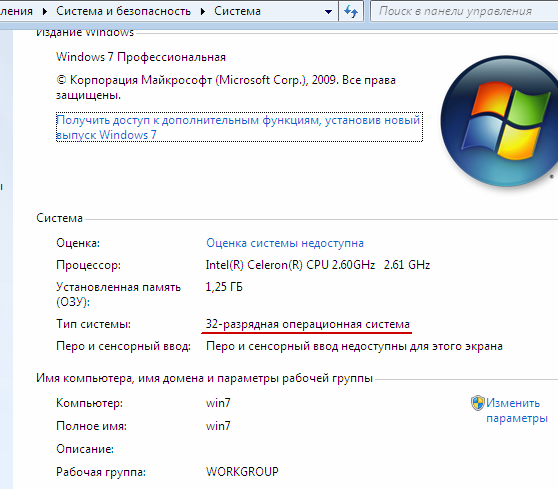 ления ▸ Система и безопасность ▸ Система
Поиск в панели управления
Издание Windows
Windows 7 Профессиональная
© Корпорация Майкрософт (Microsoft Corp.), 2009. Все права
защищены.
Получить доступ к дополнительным функциям, установив новый
выпуск Windows 7
Система
Оценка: Оценка системы недоступна
Процессор: Intel(R) Celeron(R) CPU 2.60GHz 2.61 GHz
Установленная память 1,25 ГБ
(ОЗУ):
Тип системы: 32-разрядная операционная система
Перо и сенсорный ввод: Перо и сенсорный ввод недоступны для этого экрана
Имя компьютера, имя домена и параметры рабочей группы
Компьютер: win7
Изменить
параметры
Полное имя: win7
Описание:
Рабочая группа: WORKGROUP